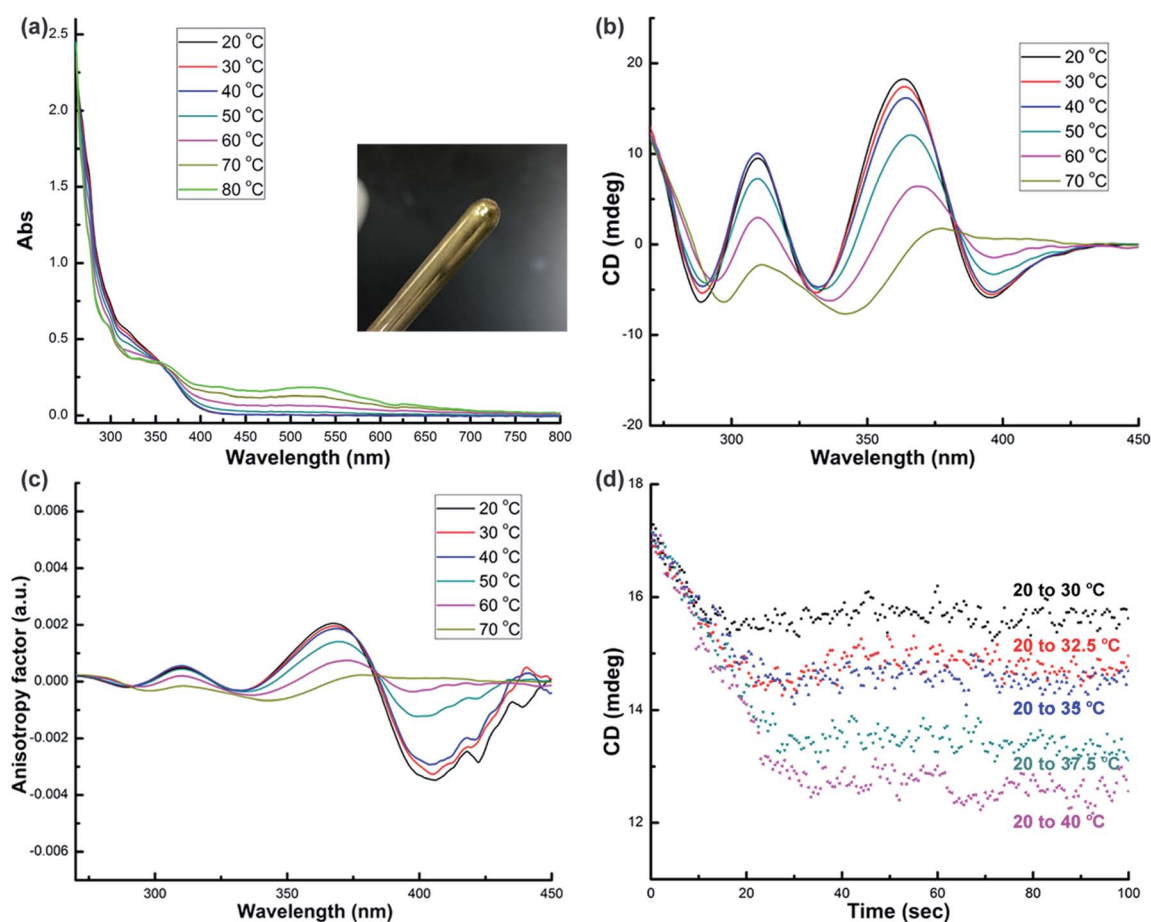 (a)
2.5
2.0
1.5
1.0
0.5
0.0
Abs
20 °C
30 °C
40 °C
50 °C
60 °C
70 °C
80 °C
300 350 400 450 500 550 600 650 700 750 800
Wavelength (nm)
(b)
20
10
0
-10
-20
CD (mdeg)
20 °C
30 °C
40 °C
50 °C
60 °C
70 °C
300 350 400 450
Wavelength (nm)
(c)
0.006
0.004
0.002
0.000
-0.002
-0.004
-0.006
Anisotropy factor (a.u.)
20 °C
30 °C
40 °C
50 °C
60 °C
70 °C
300 350 400 450
Wavelength (nm)
(d)
18
16
14
12
CD (mdeg)
20 to 30 °C
20 to 32.5 °C
20 to 35 °C
20 to 37.5 °C
20 to 40 °C
0 20 40 60 80 100
Time (sec)